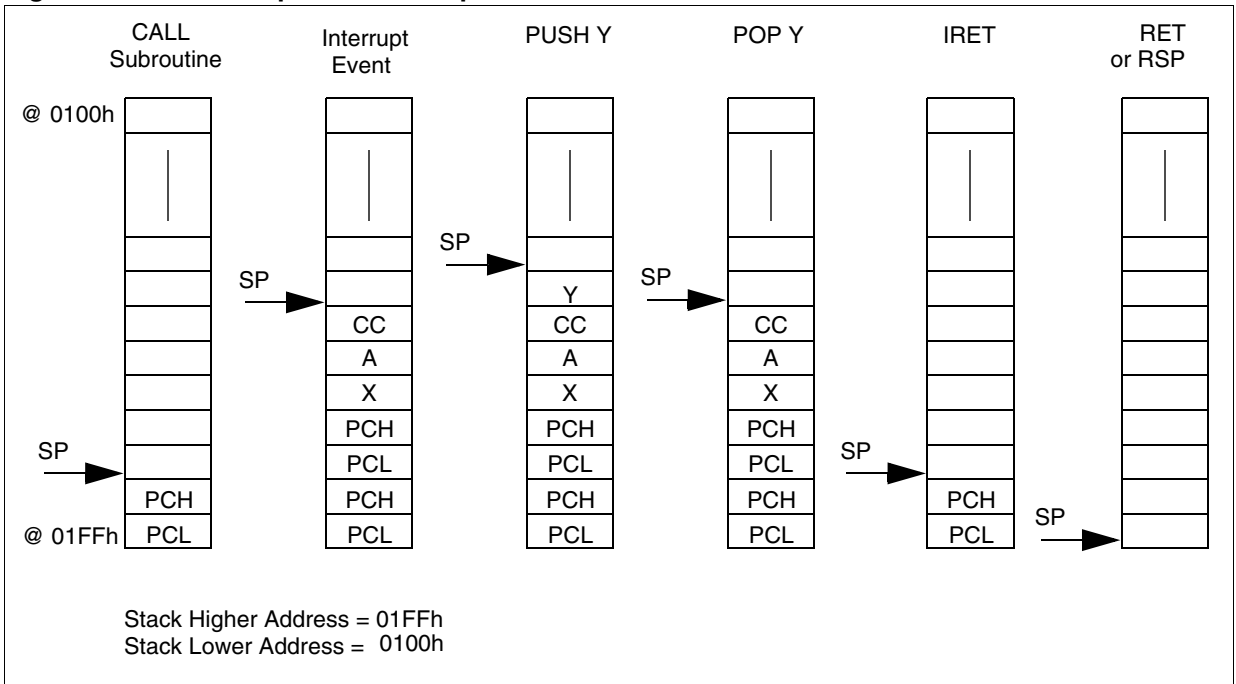 CALL
Subroutine
Interrupt
Event
PUSH Y
POP Y
IRET
RET
or RSP
@ 0100h
SP
SP
SP
SP
SP
SP
@ 01FFh
PCH
PCL
CC
A
X
PCH
PCL
PCH
PCL
Y
CC
A
X
PCH
PCL
PCH
PCL
CC
A
X
PCH
PCL
PCH
PCL
PCH
PCL
Stack Higher Address = 01FFh
Stack Lower Address = 0100h